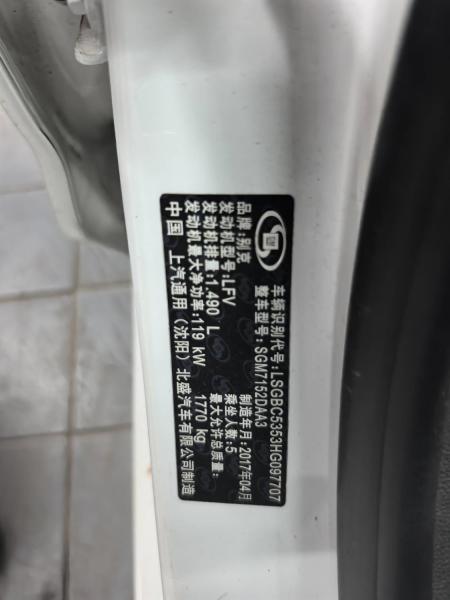 车辆识别代号:LSGBC5353HG097707
整车型号:SGM7152DAA3
品牌:别克
制造年月:2017年04月
发动机型号:LFV
乘坐人数:5
发动机排量:1.490 L
最大允许总质量:
发动机最大净功率:119 kW
1770 kg
中国 上汽通用(沈阳)北盛汽车有限公司制造